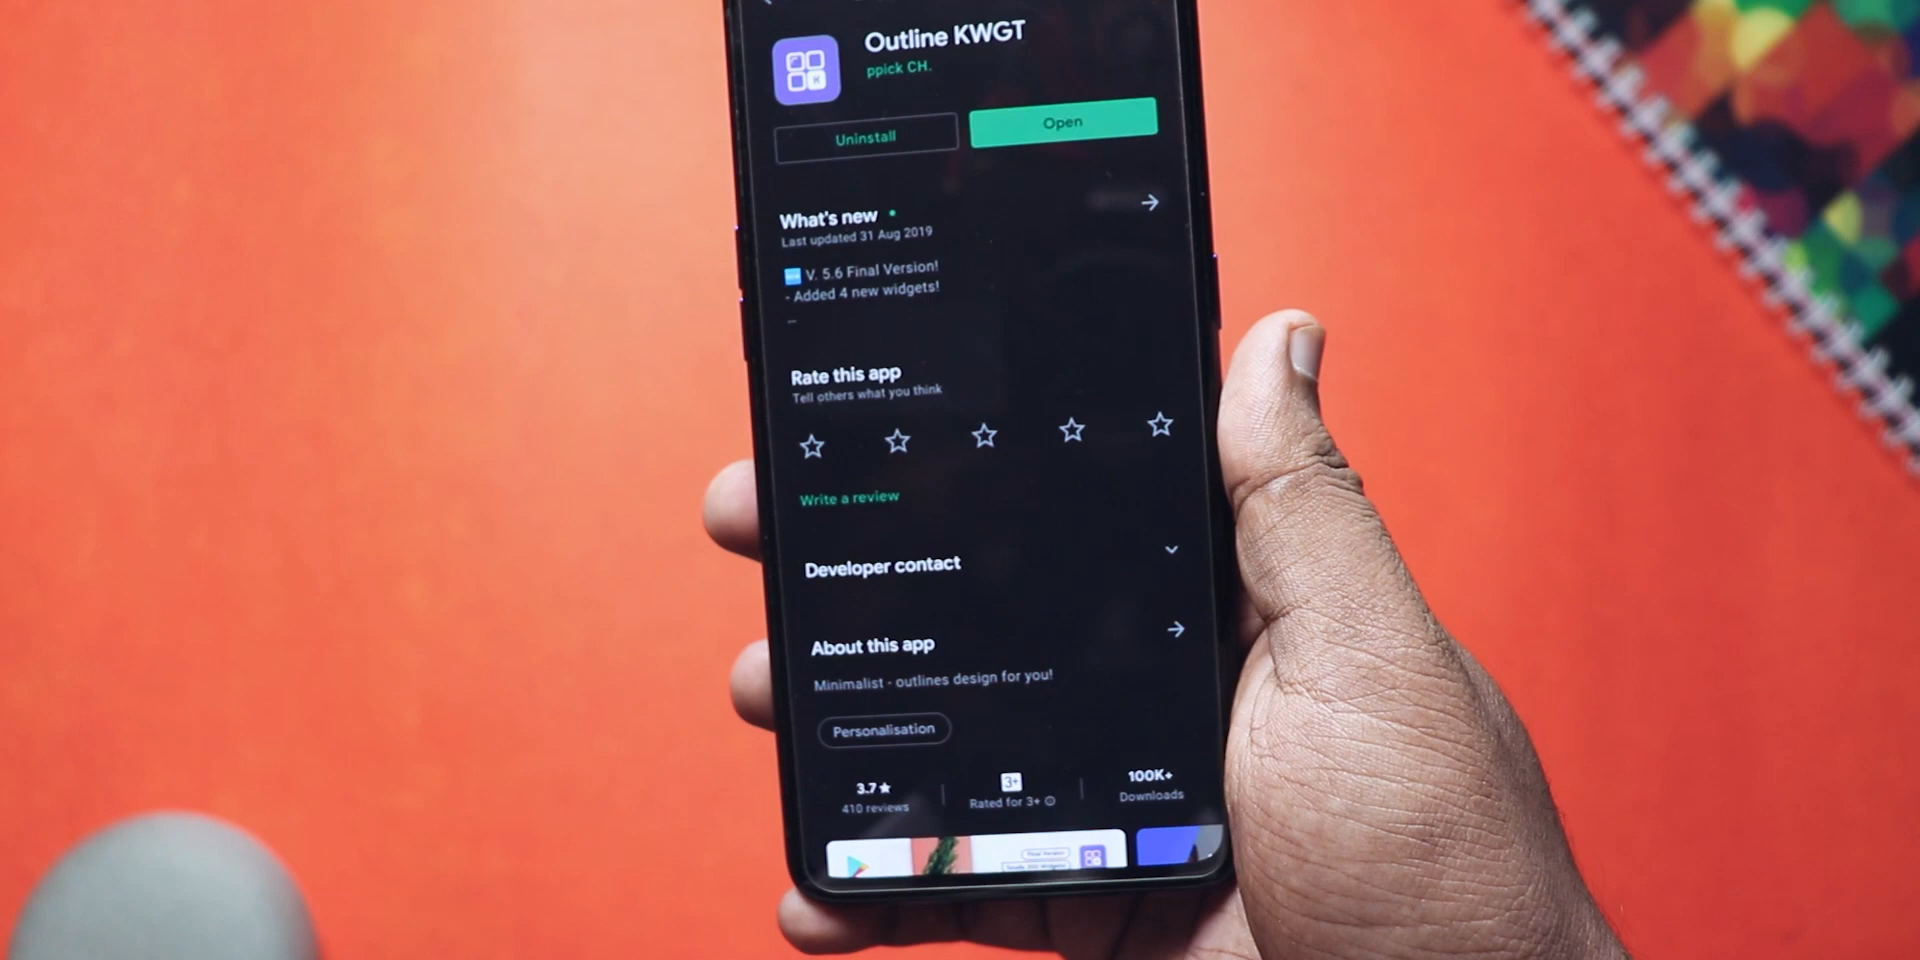 Outline KWGT
ppick CH.
Uninstall
Open
What's new
Last updated 31 Aug 2019
V. 5.6 Final Version!
- Added 4 new widgets!
–
Rate this app
Tell others what you think
Write a review
Developer contact
About this app
Minimalist - outlines design for you!
Personalisation
3.7★
410 reviews
3+
Rated for 3+
100K+
Downloads
Final Version